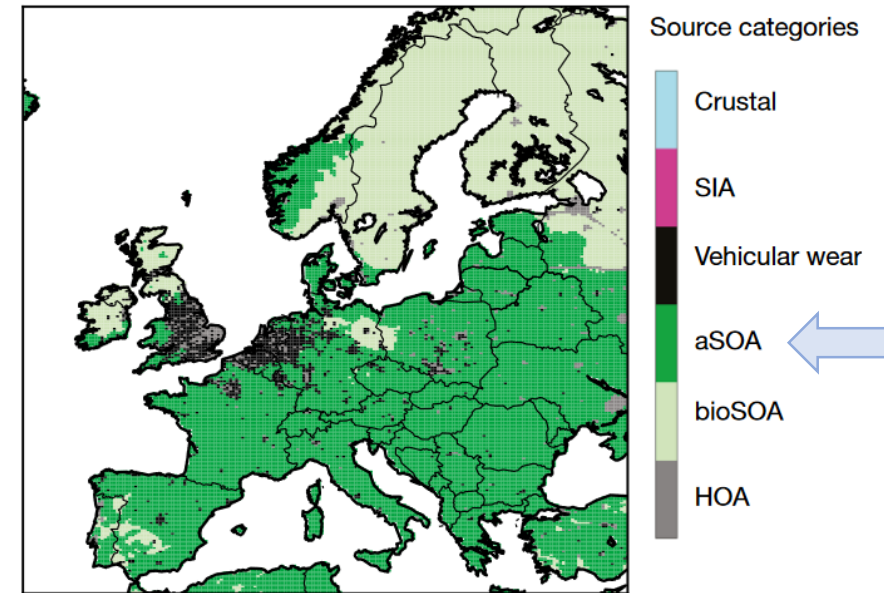 Source categories
Crustal
SIA
Vehicular wear
aSOA
bioSOA
HOA